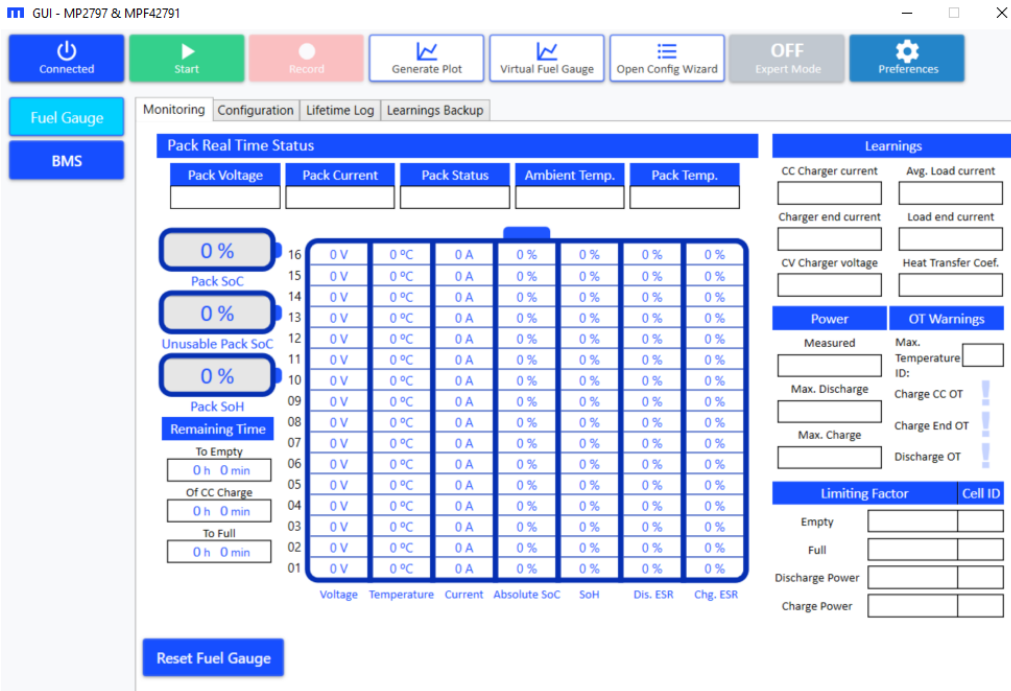 GUI - MP2797 & MPF42791
Connected
Start
Record
Generate Plot
Virtual Fuel Gauge
Open Config Wizard
OFF
Expert Mode
Preferences
Fuel Gauge
BMS
Monitoring Configuration Lifetime Log Learnings Backup
Pack Real Time Status
Pack Voltage Pack Current Pack Status Ambient Temp. Pack Temp.
0 %
Pack SoC
0 %
Unusable Pack SoC
0 %
Pack SoH
Remaining Time
To Empty
0 h 0 min
Of CC Charge
0 h 0 min
To Full
0 h 0 min
16 0 V 0 ºC 0 A 0 % 0 % 0 % 0 %
15 0 V 0 ºC 0 A 0 % 0 % 0 % 0 %
14 0 V 0 ºC 0 A 0 % 0 % 0 % 0 %
13 0 V 0 ºC 0 A 0 % 0 % 0 % 0 %
12 0 V 0 ºC 0 A 0 % 0 % 0 % 0 %
11 0 V 0 ºC 0 A 0 % 0 % 0 % 0 %
10 0 V 0 ºC 0 A 0 % 0 % 0 % 0 %
09 0 V 0 ºC 0 A 0 % 0 % 0 % 0 %
08 0 V 0 ºC 0 A 0 % 0 % 0 % 0 %
07 0 V 0 ºC 0 A 0 % 0 % 0 % 0 %
06 0 V 0 ºC 0 A 0 % 0 % 0 % 0 %
05 0 V 0 ºC 0 A 0 % 0 % 0 % 0 %
04 0 V 0 ºC 0 A 0 % 0 % 0 % 0 %
03 0 V 0 ºC 0 A 0 % 0 % 0 % 0 %
02 0 V 0 ºC 0 A 0 % 0 % 0 % 0 %
01 0 V 0 ºC 0 A 0 % 0 % 0 % 0 %
Voltage Temperature Current Absolute SoC SoH Dis. ESR Chg. ESR
Learnings
CC Charger current Avg. Load current
Charger end current Load end current
CV Charger voltage Heat Transfer Coef.
Power
Measured
Max. Discharge
Max. Charge
OT Warnings
Max.
Temperature
ID:
Charge CC OT !
Charge End OT !
Discharge OT !
Limiting Factor Cell ID
Empty
Full
Discharge Power
Charge Power
Reset Fuel Gauge